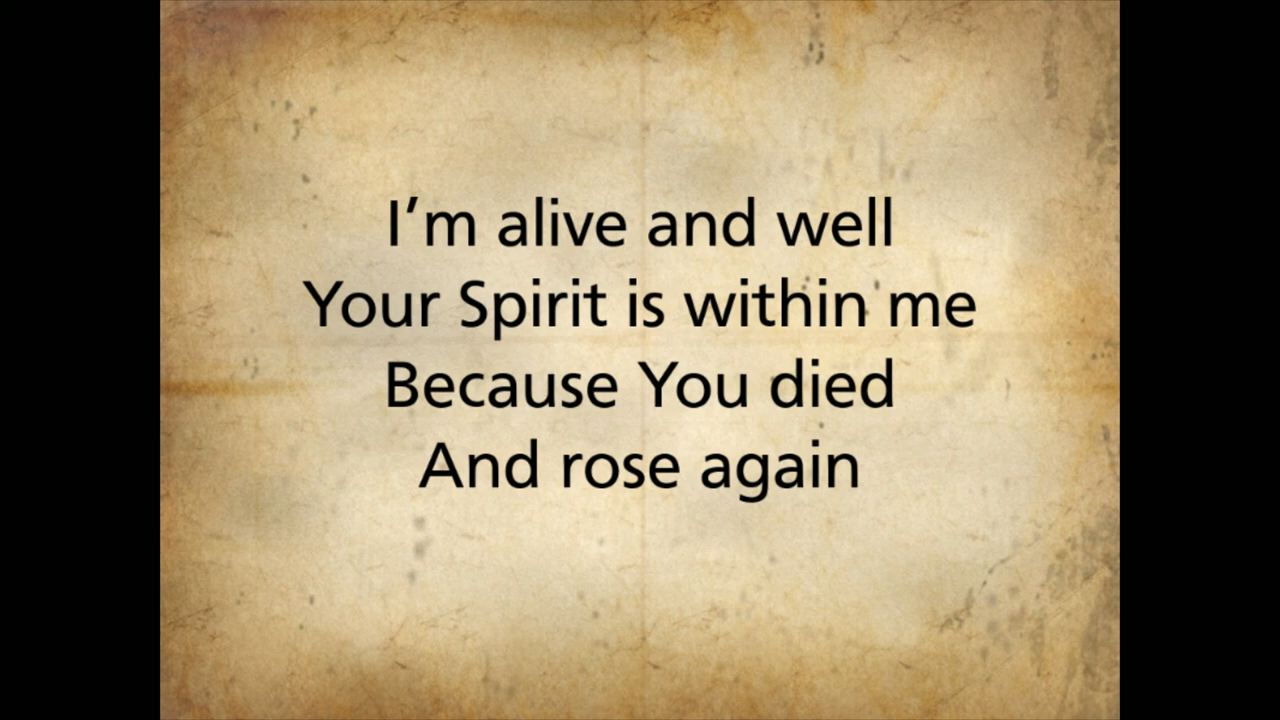 I’m alive and well
Your Spirit is within me
Because You died
And rose again